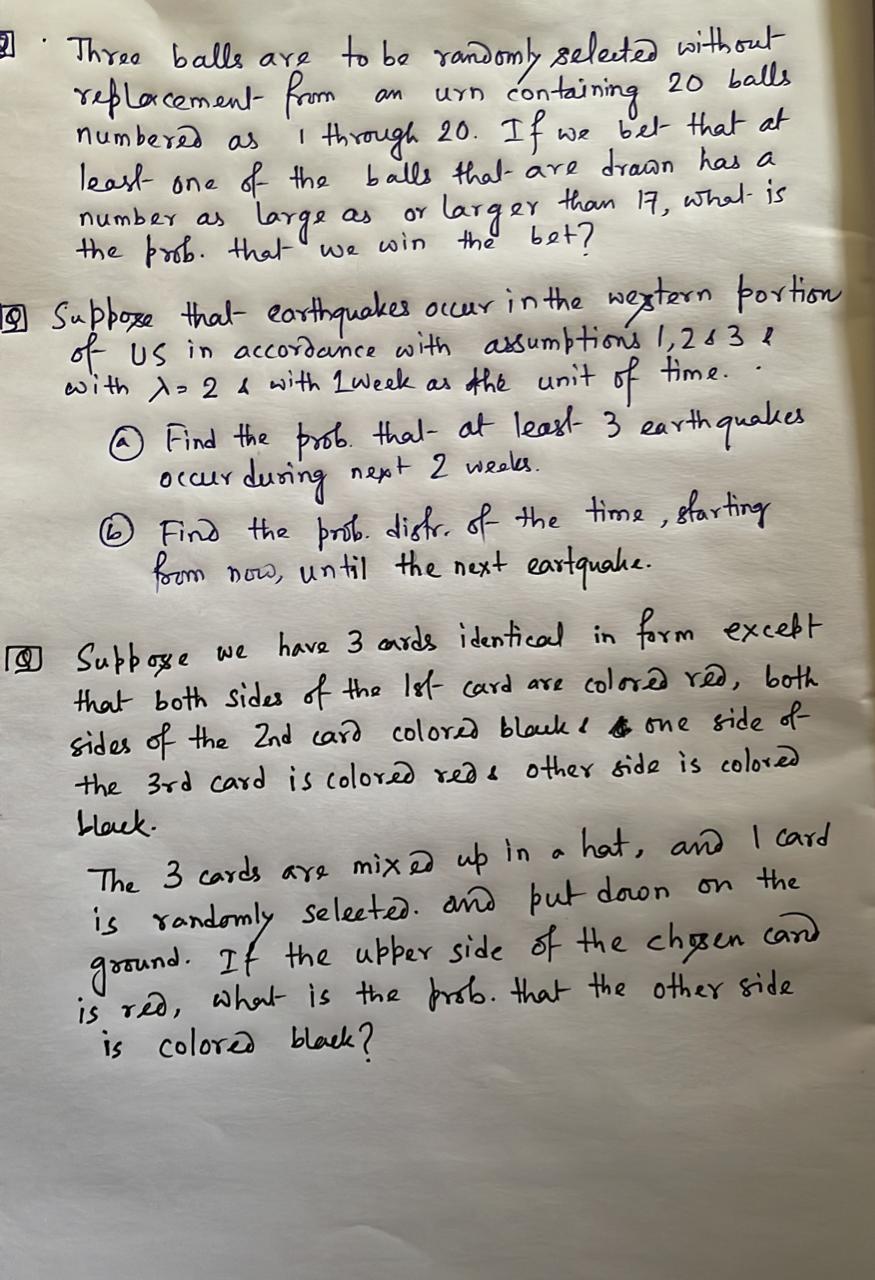 Q. Three balls are to be randomly selected without
replacement from an urn containing 20 balls
numbered as 1 through 20. If we bet that at
least one of the balls that are drawn has a
number as large as or larger than 17, what is
the prob. that we win the bet?
Q Suppose that earthquakes occur in the western portion
of US in accordance with assumptions 1, 2 & 3 &
with λ = 2 & with 1 week as the unit of time.
(a) Find the prob. that at least 3 earthquakes
occur during next 2 weeks.
(b) Find the prob. distr. of the time, starting
from now, until the next eartquake.
Q Suppose we have 3 cards identical in form except
that both sides of the 1st card are colored red, both
sides of the 2nd card colored black & one side of
the 3rd card is colored red & other side is colored
black.
The 3 cards are mixed up in a hat, and 1 card
is randomly selected. and put down on the
ground. If the upper side of the chosen card
is red, what is the prob. that the other side
is colored black?